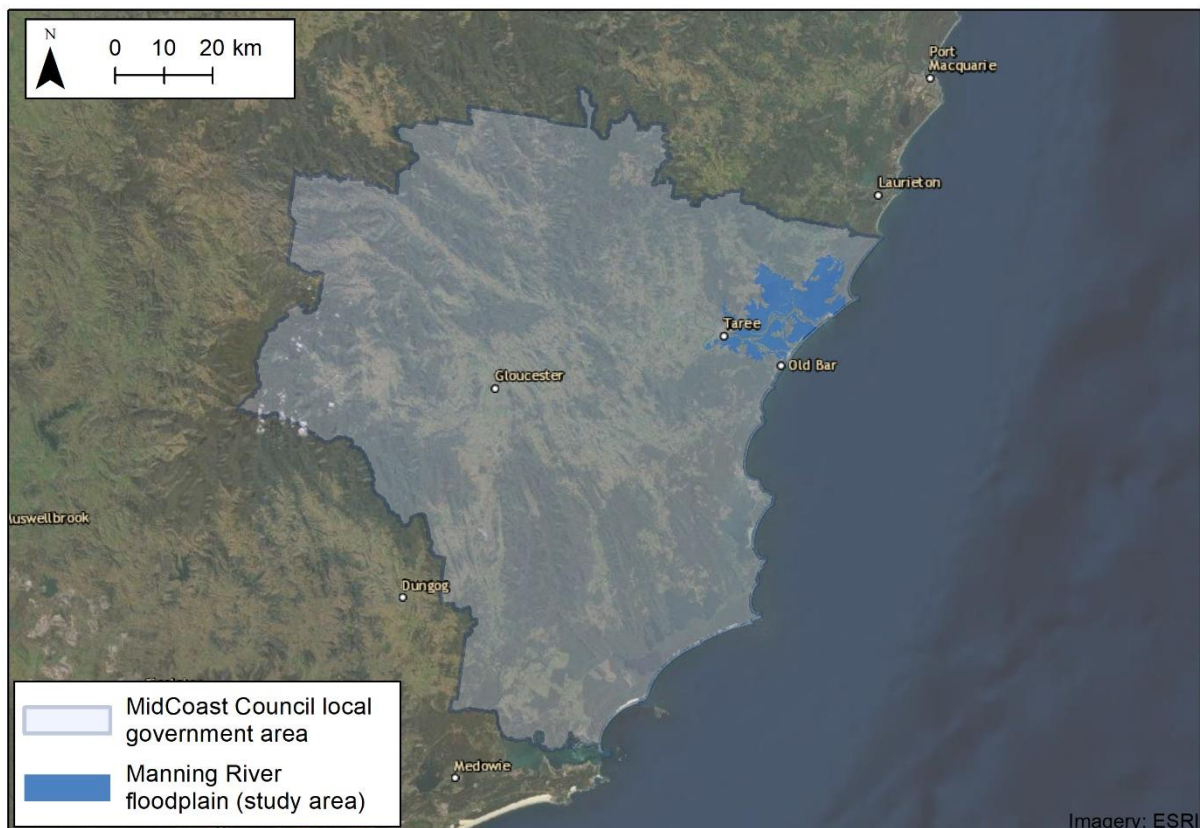 N
0 10 20 km
Port
Macquarie
Laurieton
Taree
Old Bar
Gloucester
uswellbrook
Dungog
MidCoast Council local
government area
Manning River
floodplain (study area)
Medowie
Imagery: ESRI